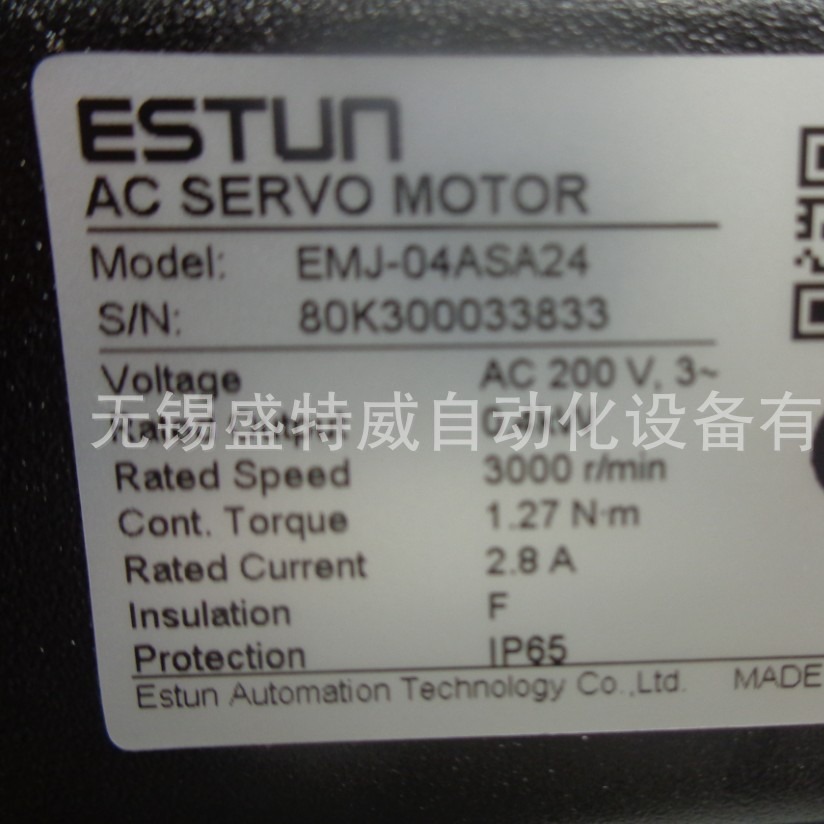 ESTUN
AC SERVO MOTOR
Model: EMJ-04ASA24
S/N: 80K300033833
Voltage AC 200 V, 3~
无锡盛特威自动化设备有
Rated Output
Rated Speed 3000 r/min
Cont. Torque 1.27 N·m
Rated Current 2.8 A
Insulation F
Protection IP65
Estun Automation Technology Co.,Ltd. MADE